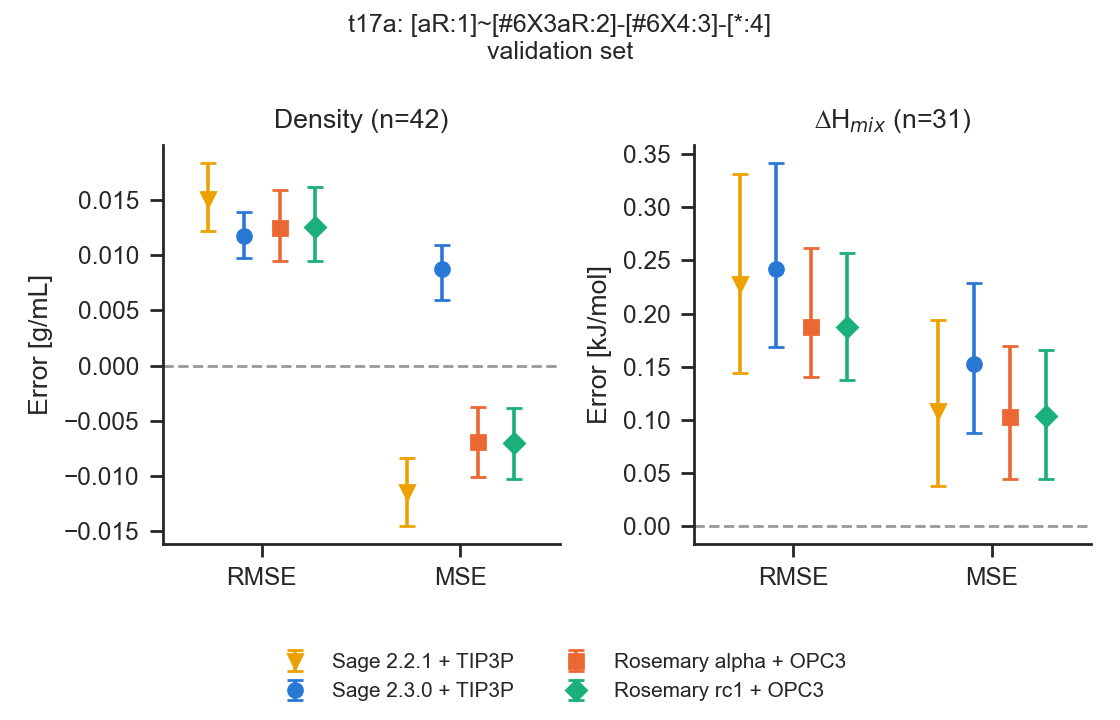 t17a: [aR:1]~[#6X3aR:2]-[#6X4:3]-[*:4]
validation set
Density (n=42)
ΔH_mix (n=31)
Error [g/mL]
0.015
0.010
0.005
0.000
−0.005
−0.010
−0.015
RMSE
MSE
Error [kJ/mol]
0.35
0.30
0.25
0.20
0.15
0.10
0.05
0.00
RMSE
MSE
Sage 2.2.1 + TIP3P
Sage 2.3.0 + TIP3P
Rosemary alpha + OPC3
Rosemary rc1 + OPC3